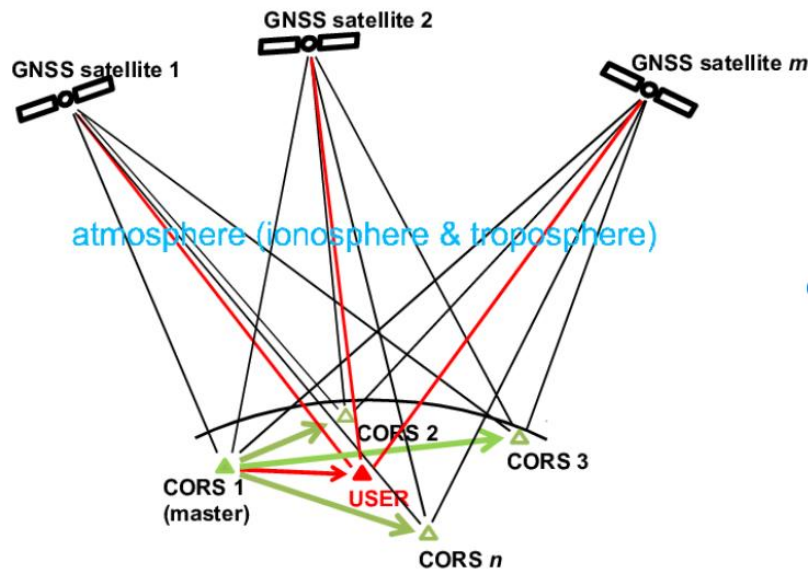 GNSS satellite 2
GNSS satellite 1
GNSS satellite m
atmosphere (ionosphere & troposphere)
CORS 2
CORS 3
CORS 1
(master)
USER
CORS n